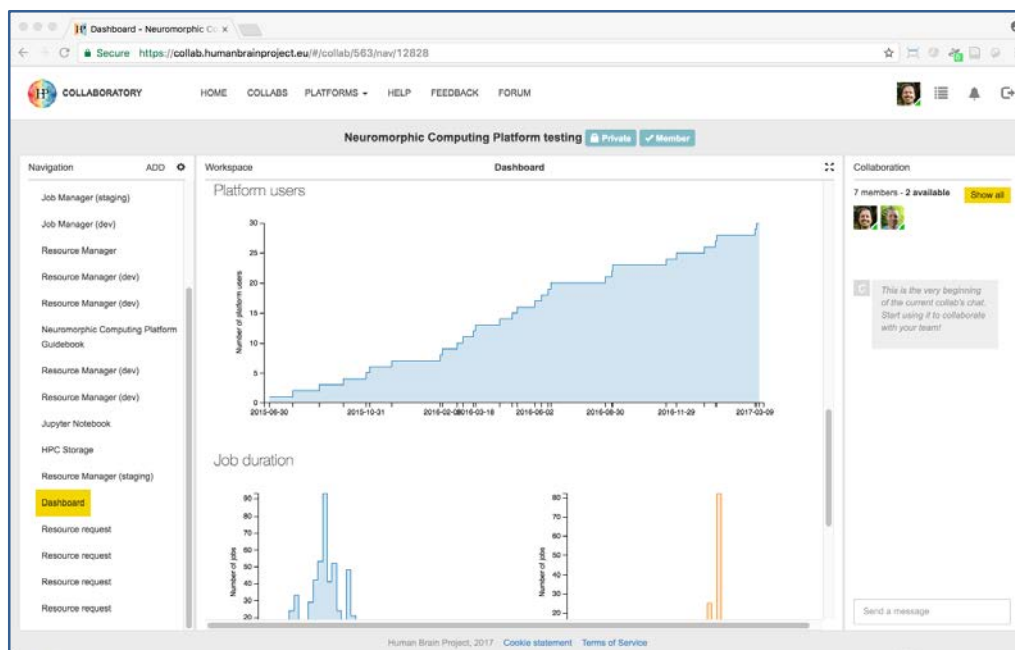 Dashboard – Neuromorphic Co
Secure https://collab.humanbrainproject.eu/#/collab/563/nav/12828
COLLABORATORY HOME COLLABS PLATFORMS HELP FEEDBACK FORUM
Neuromorphic Computing Platform testing Private Member
Navigation ADD
Job Manager (staging)
Job Manager (dev)
Resource Manager
Resource Manager (dev)
Resource Manager (dev)
Neuromorphic Computing Platform
Guidebook
Resource Manager (dev)
Resource Manager (dev)
Jupyter Notebook
HPC Storage
Resource Manager (staging)
Dashboard
Resource request
Resource request
Resource request
Resource request
Workspace Dashboard
Platform users
Number of platform users
30
25
20
15
10
5
0
2015-06-30 2015-10-31 2016-03-16 2016-06-02 2016-08-30 2016-11-29 2017-03-09
Job duration
Number of jobs
90
80
70
60
50
40
30
20
Number of jobs
80
70
60
50
40
30
20
Collaboration
7 members - 2 available Show all
This is the very beginning
of the current collab's chat.
Start using it to collaborate
with your team!
Send a message
Human Brain Project, 2017 Cookie statement Terms of Service